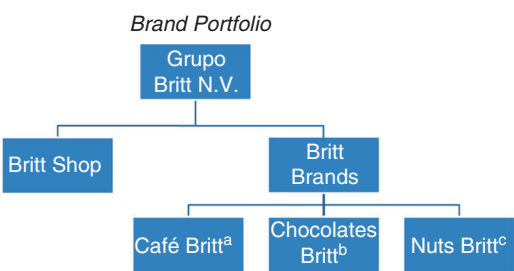 Brand Portfolio
Grupo
Britt N.V.
Britt Shop
Britt
Brands
Café Brittᵃ
Chocolates
Brittᵇ
Nuts Brittᶜ